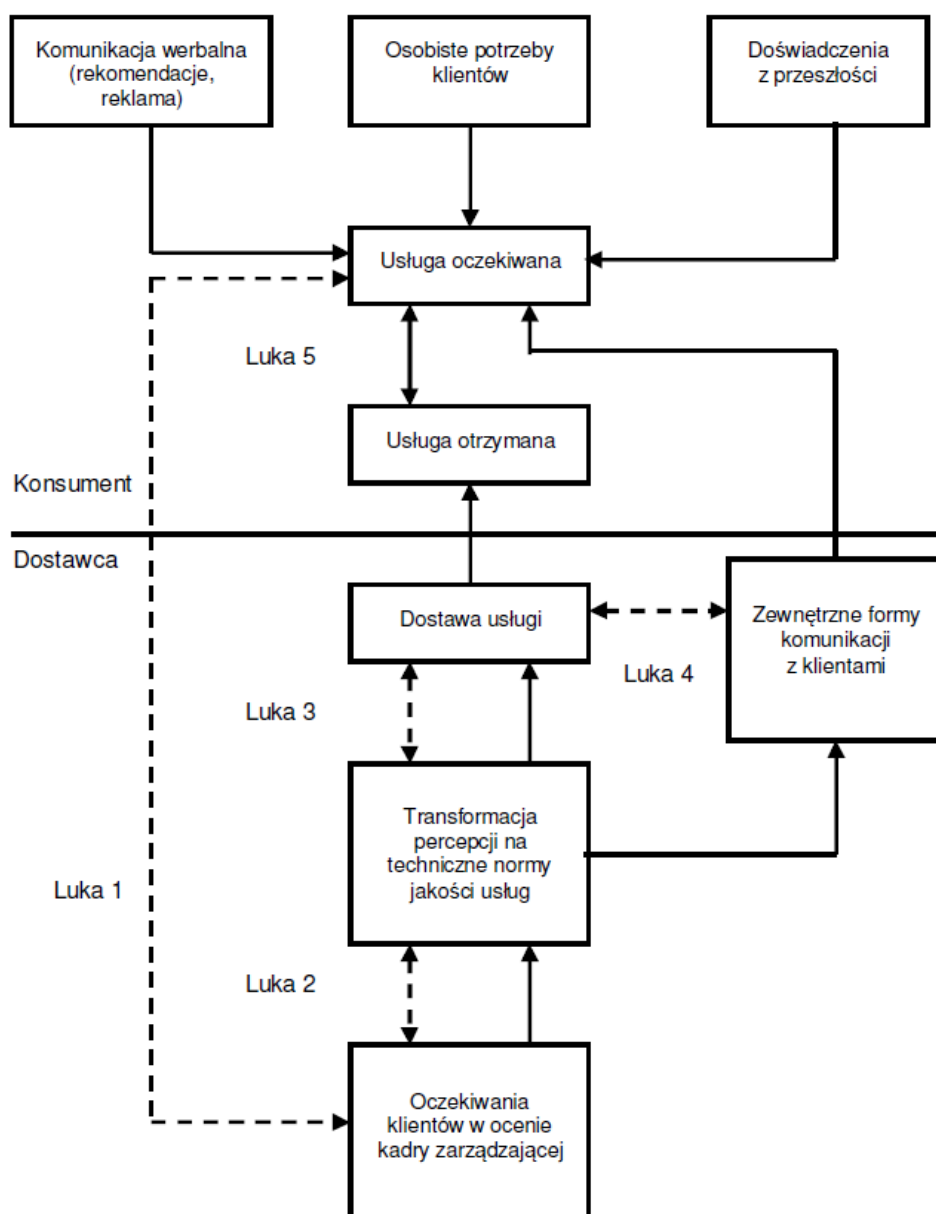 Komunikacja werbalna
(rekomendacje,
reklama)
Osobiste potrzeby
klientów
Doświadczenia
z przeszłości
Usługa oczekiwana
Luka 5
Usługa otrzymana
Konsument
Dostawca
Dostawa usługi
Zewnętrzne formy
komunikacji
z klientami
Luka 4
Luka 3
Transformacja
percepcji na
techniczne normy
jakości usług
Luka 1
Luka 2
Oczekiwania
klientów w ocenie
kadry zarządzającej